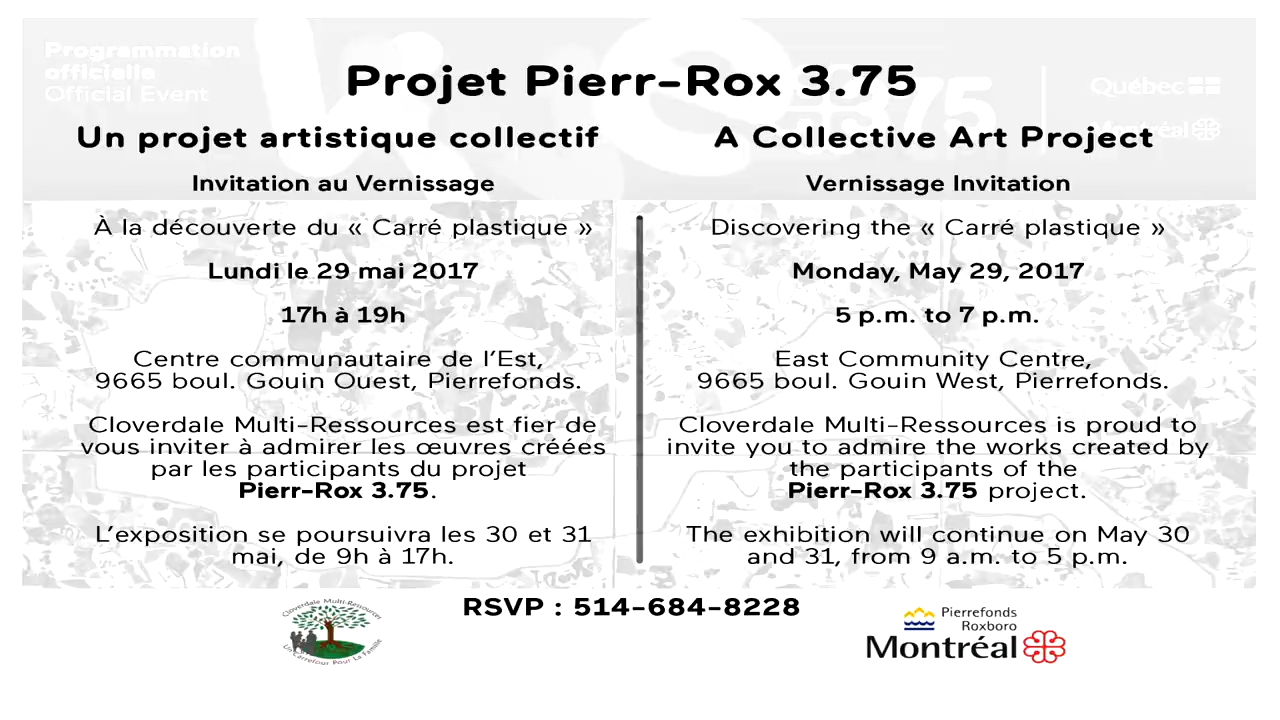 Programmation
officielle
Official Event
Québec
Montréal
375
Projet Pierr-Rox 3.75
Un projet artistique collectif
Invitation au Vernissage
À la découverte du « Carré plastique »
Lundi le 29 mai 2017
17h à 19h
Centre communautaire de l'Est,
9665 boul. Gouin Ouest, Pierrefonds.
Cloverdale Multi-Ressources est fier de
vous inviter à admirer les œuvres créées
par les participants du projet
Pierr-Rox 3.75.
L'exposition se poursuivra les 30 et 31
mai, de 9h à 17h.
A Collective Art Project
Vernissage Invitation
Discovering the « Carré plastique »
Monday, May 29, 2017
5 p.m. to 7 p.m.
East Community Centre,
9665 boul. Gouin West, Pierrefonds.
Cloverdale Multi-Ressources is proud to
invite you to admire the works created by
the participants of the
Pierr-Rox 3.75 project.
The exhibition will continue on May 30
and 31, from 9 a.m. to 5 p.m.
RSVP : 514-684-8228
Cloverdale Multi-Ressources
Un Carrefour Pour La Famille
Pierrefonds
Roxboro
Montréal